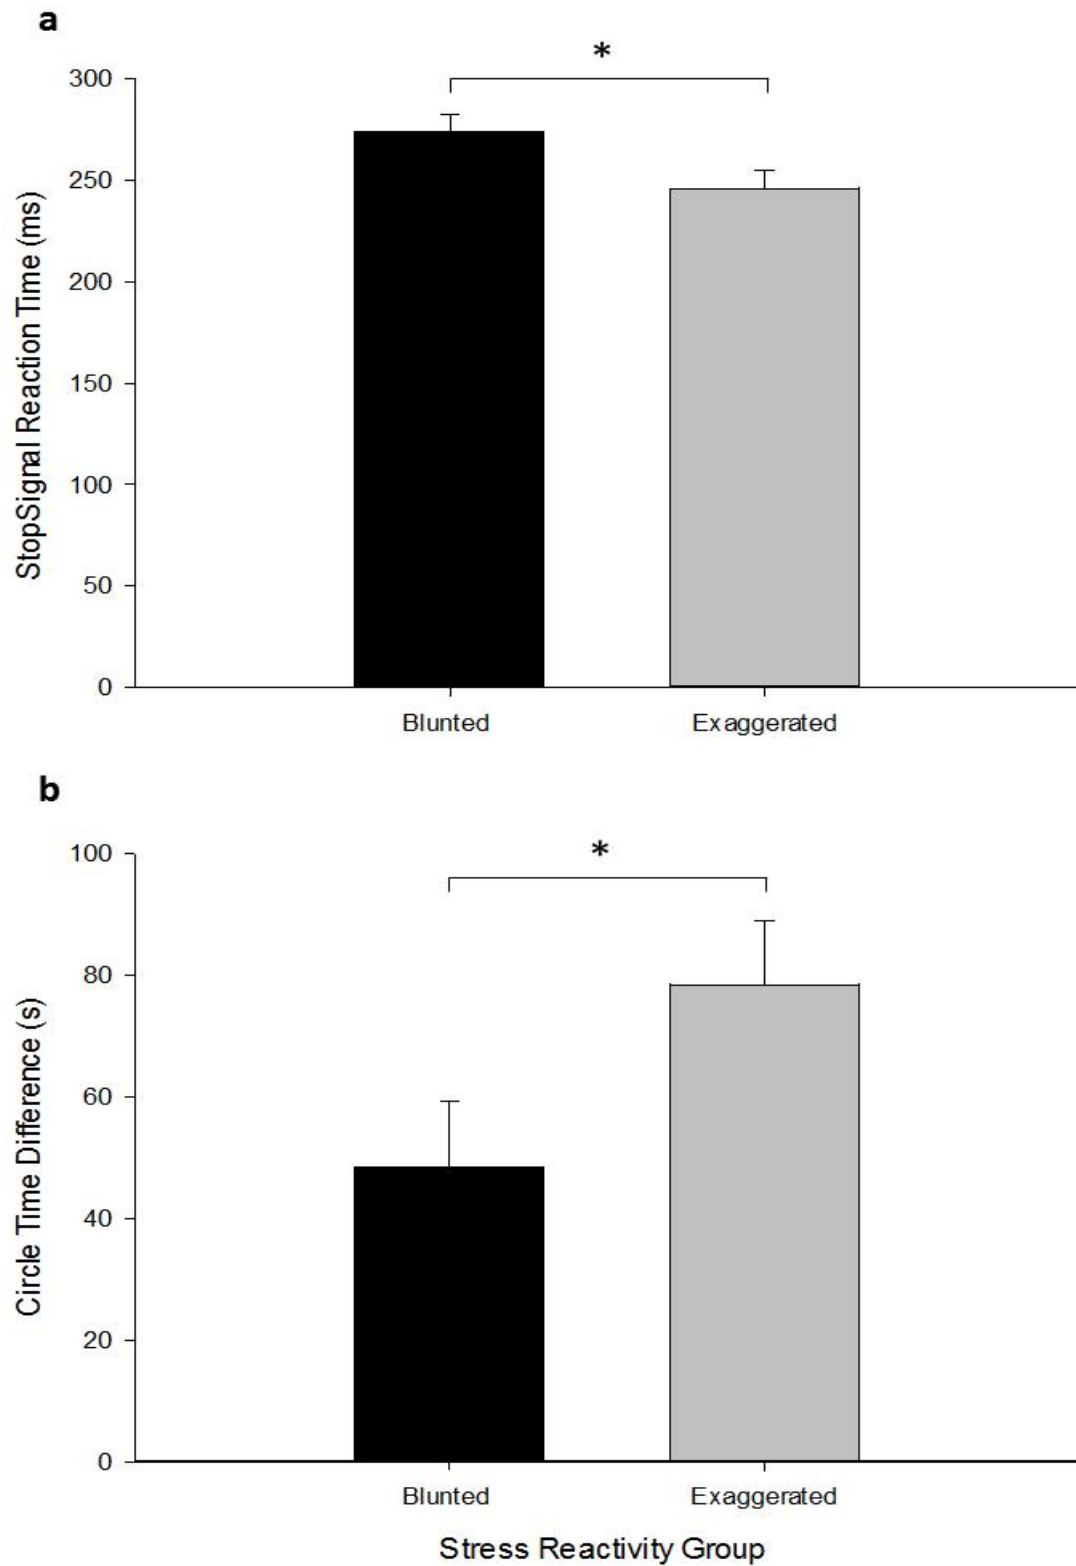 a
*
300
250
200
150
100
50
0
StopSignal Reaction Time (ms)
Blunted Exaggerated
b
*
100
80
60
40
20
0
Circle Time Difference (s)
Blunted Exaggerated
Stress Reactivity Group